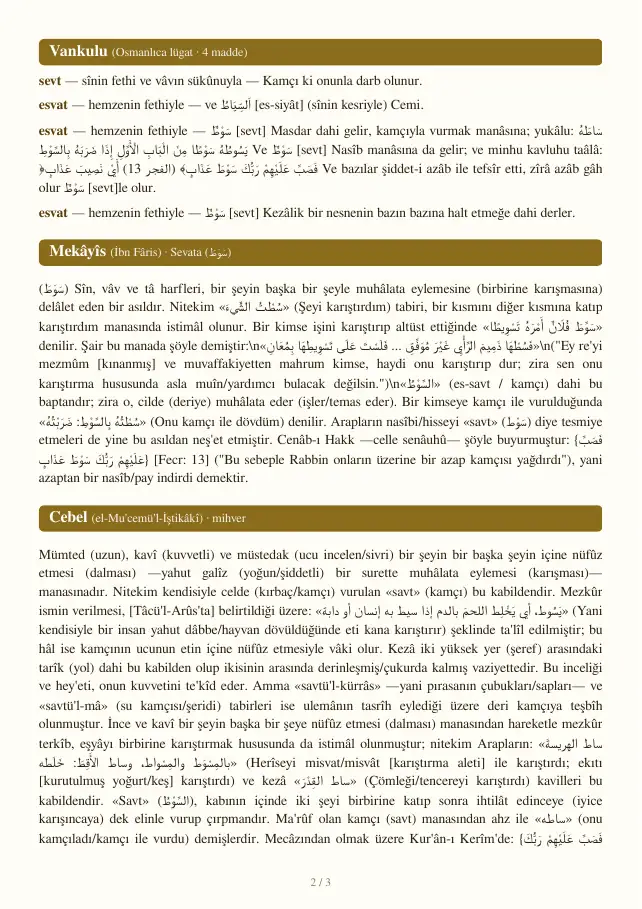 Vankulu (Osmanlıca lügat · 4 madde)
sevt — sînin fethi ve vâvın sükûnuyla — Kamçı ki onunla darb olunur.
esvat — hemzenin fethiyle — ve اَلسِّيَاطُ [es-siyât] (sînin kesriyle) Cemi.
esvat — hemzenin fethiyle — سَوْطٌ [sevt] Masdar dahi gelir, kamçıyla vurmak manâsına; yukâlu: سَاطَهُ
يَسُوطُهُ سَوْطًا مِنَ الْبَابِ الْأَوَّلِ إِذَا ضَرَبَهُ بِالسَّوْطِ Ve سَوْطٌ [sevt] Nasîb manâsına da gelir; ve minhu kavluhu taâlâ:
﴿فَصَبَّ عَلَيْهِمْ رَبُّكَ سَوْطَ عَذَابٍ﴾ (الفجر 13) أَيْ نَصِيبَ عَذَابٍ Ve bazılar şiddet-i azâb ile tefsîr etti, zîrâ azâb gâh
olur سَوْطٌ [sevt]le olur.
esvat — hemzenin fethiyle — سَوْطٌ [sevt] Kezâlik bir nesnenin bazın bazına halt etmeğe dahi derler.
Mekâyîs (İbn Fâris) · Sevata (سَوَطَ)
(سَوَطَ) Sîn, vâv ve tâ harfleri, bir şeyin başka bir şeyle muhâlata eylemesine (birbirine karışmasına)
delâlet eden bir asıldır. Nitekim «سُطْتُ الشَّيْءَ» (Şeyi karıştırdım) tabiri, bir kısmını diğer kısmına katıp
karıştırdım manasında istimâl olunur. Bir kimse işini karıştırıp altüst ettiğinde «سَوَّطَ فُلَانٌ أَمْرَهُ تَسْوِيطًا»
denilir. Şair bu manada şöyle demiştir:\n«فَسُطْهَا ذَمِيمَ الرَّأْيِ غَيْرَ مُوَفَّقٍ ... فَلَسْتَ عَلَى تَسْوِيطِهَا بِمُعَانِ»\n("Ey re'yi
mezmûm [kınanmış] ve muvaffakiyetten mahrum kimse, haydi onu karıştırıp dur; zira sen onu
karıştırma hususunda asla muîn/yardımcı bulacak değilsin.")\n«السَّوْطُ» (es-savt / kamçı) dahi bu
baptandır; zira o, cilde (deriye) muhâlata eder (işler/temas eder). Bir kimseye kamçı ile vurulduğunda
«سُطْتُهُ بِالسَّوْطِ: ضَرَبْتُهُ» (Onu kamçı ile dövdüm) denilir. Arapların nasîbi/hisseyi «savt» (سَوْط) diye tesmiye
etmeleri de yine bu asıldan neş'et etmiştir. Cenâb-ı Hakk —celle senâuhû— şöyle buyurmuştur: {فَصَبَّ
عَلَيْهِمْ رَبُّكَ سَوْطَ عَذَابٍ} [Fecr: 13] ("Bu sebeple Rabbin onların üzerine bir azap kamçısı yağdırdı"), yani
azaptan bir nasîb/pay indirdi demektir.
Cebel (el-Mu'cemü'l-İştikâkî) · mihver
Mümted (uzun), kavî (kuvvetli) ve müstedak (ucu incelen/sivri) bir şeyin bir başka şeyin içine nüfûz
etmesi (dalması) —yahut galîz (yoğun/şiddetli) bir surette muhâlata eylemesi (karışması)—
manasınadır. Nitekim kendisiyle celde (kırbaç/kamçı) vurulan «savt» (kamçı) bu kabildendir. Mezkûr
ismin verilmesi, [Tâcü'l-Arûs'ta] belirtildiği üzere: «يَسُوط، أي يَخْلِط اللحمَ بالدم إذا سيط به إنسان أو دابة» (Yani
kendisiyle bir insan yahut dâbbe/hayvan dövüldüğünde eti kana karıştırır) şeklinde ta'lîl edilmiştir; bu
hâl ise kamçının ucunun etin içine nüfûz etmesiyle vâki olur. Kezâ iki yüksek yer (şeref) arasındaki
tarîk (yol) dahi bu kabilden olup ikisinin arasında derinleşmiş/çukurda kalmış vaziyettedir. Bu inceliği
ve hey'eti, onun kuvvetini te'kîd eder. Amma «savtü'l-kürrâs» —yani pırasanın çubukları/sapları— ve
«savtü'l-mâ» (su kamçısı/şeridi) tabirleri ise ulemânın tasrîh eylediği üzere deri kamçıya teşbîh
olunmuştur. İnce ve kavî bir şeyin başka bir şeye nüfûz etmesi (dalması) manasından hareketle mezkûr
terkîb, eşyâyı birbirine karıştırmak hususunda da istimâl olunmuştur; nitekim Arapların: «ساط الهريسةَ
بالمِسْوَط والمِسْواط، وساط الأَقِطَ: خَلَطه» (Herîseyi misvat/misvât [karıştırma aleti] ile karıştırdı; ekıtı
[kurutulmuş yoğurt/keş] karıştırdı) ve kezâ «ساط القِدْرَ» (Çömleği/tencereyi karıştırdı) kavilleri bu
kabildendir. «Savt» (السَّوْطُ), kabının içinde iki şeyi birbirine katıp sonra ihtilât edinceye (iyice
karışıncaya) dek elinle vurup çırpmandır. Ma'rûf olan kamçı (savt) manasından ahz ile «ساطه» (onu
kamçıladı/kamçı ile vurdu) demişlerdir. Mecâzından olmak üzere Kur'ân-ı Kerîm'de: {فَصَبَّ عَلَيْهِمْ رَبُّكَ
2 / 3